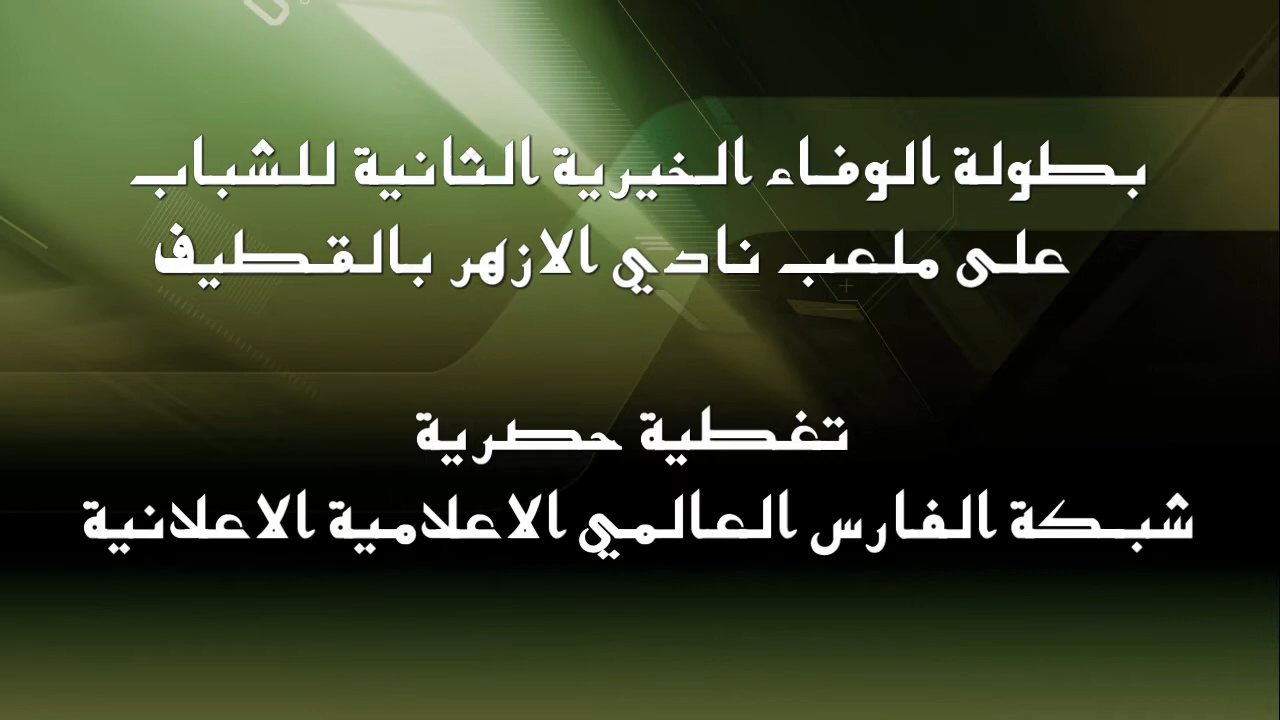 بطولة الوفاء الخيرية الثانية للشباب
على ملعب نادي الازهر بالقطيف
تغطية حصرية
شبكة الفارس العالمي الاعلامية الاعلانية